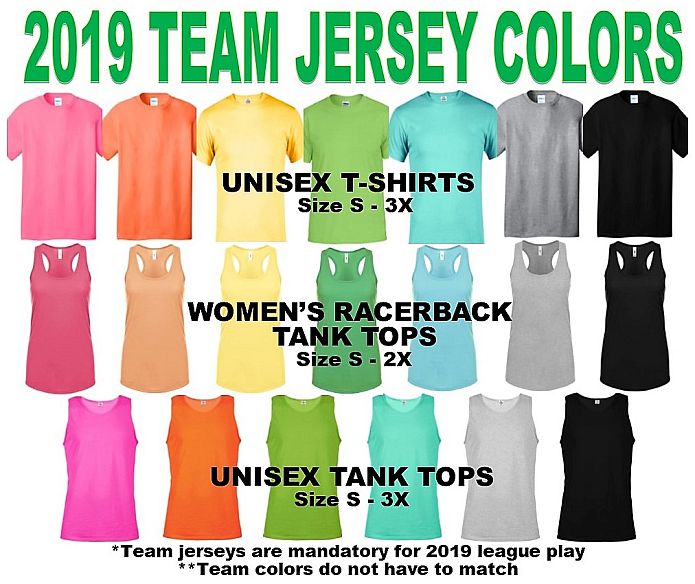 2019 TEAM JERSEY COLORS
UNISEX T-SHIRTS
Size S - 3X
WOMEN'S RACERBACK
TANK TOPS
Size S - 2X
UNISEX TANK TOPS
Size S - 3X
*Team jerseys are mandatory for 2019 league play
**Team colors do not have to match